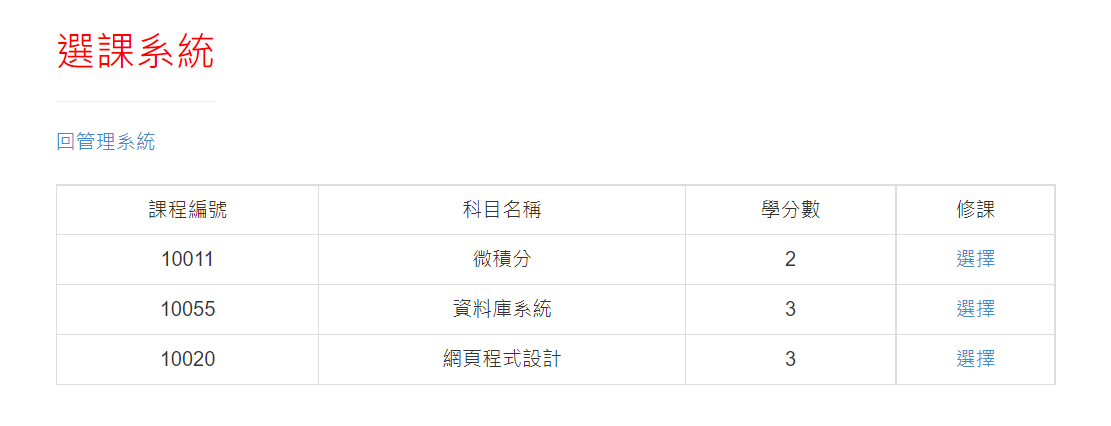 選課系統
回管理系統
課程編號 科目名稱 學分數 修課
10011 微積分 2 選擇
10055 資料庫系統 3 選擇
10020 網頁程式設計 3 選擇